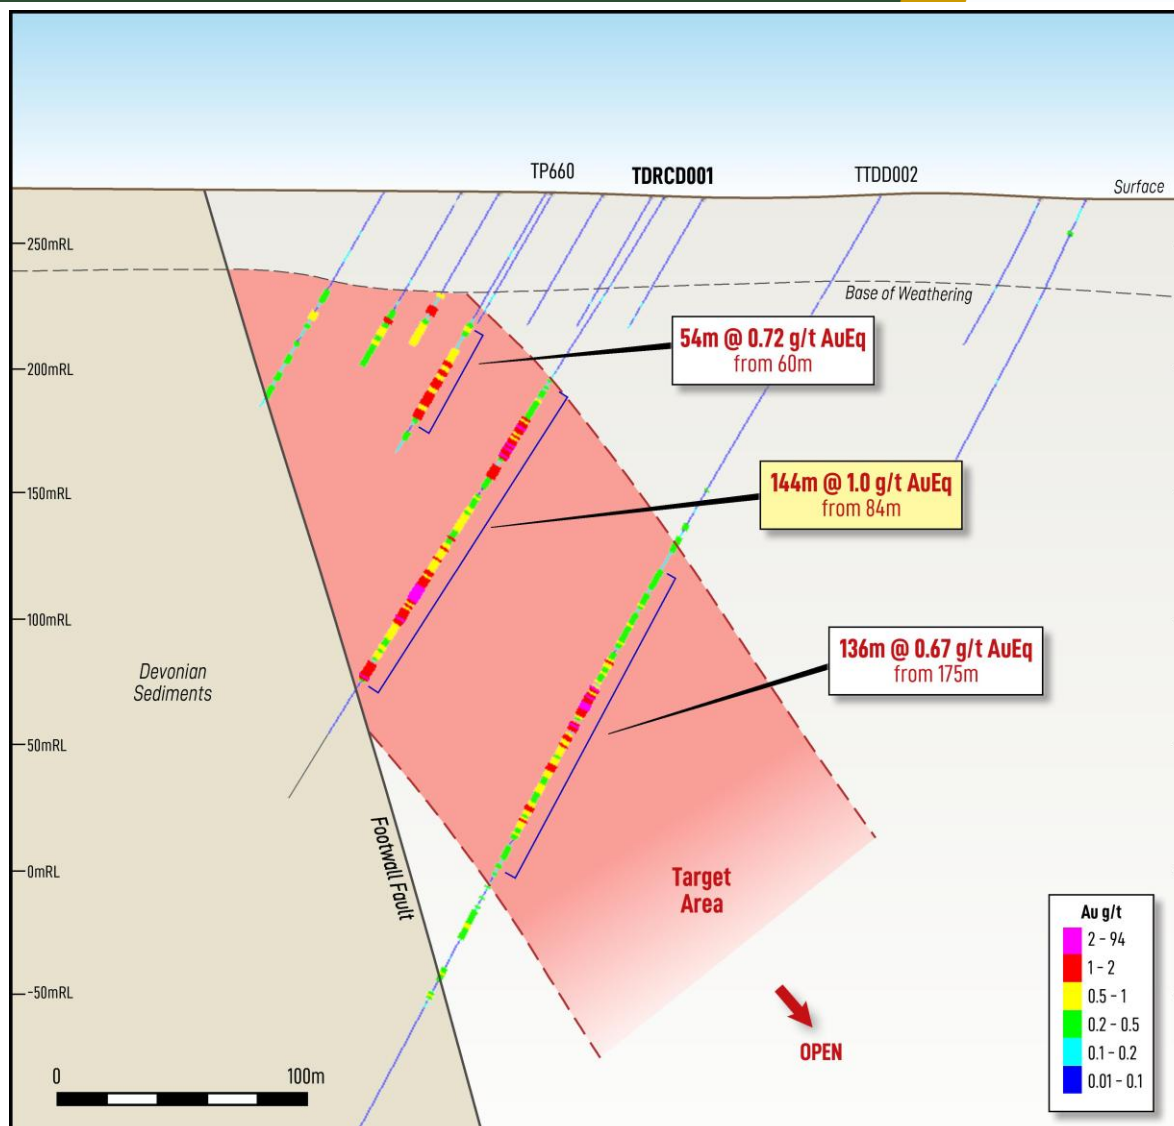 TP660
TDRCD001
TTDD002
Surface
250mRL
Base of Weathering
54m @ 0.72 g/t AuEq
from 60m
200mRL
144m @ 1.0 g/t AuEq
from 84m
150mRL
100mRL
136m @ 0.67 g/t AuEq
from 175m
Devonian
Sediments
50mRL
Footwall Fault
0mRL
Target
Area
-50mRL
OPEN
0
100m
Au g/t
2 – 94
1 – 2
0.5 – 1
0.2 – 0.5
0.1 – 0.2
0.01 – 0.1